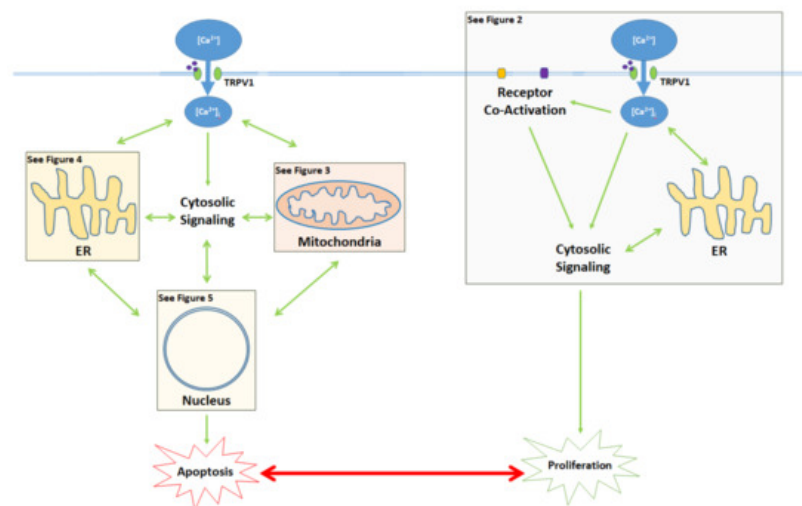 See Figure 2
[Ca²⁺]
[Ca²⁺]
TRPV1
TRPV1
Receptor
Co-Activation
[Ca²⁺]i
[Ca²⁺]i
See Figure 4
ER
See Figure 3
Mitochondria
Cytosolic
Signaling
ER
Cytosolic
Signaling
See Figure 5
Nucleus
Apoptosis
Proliferation